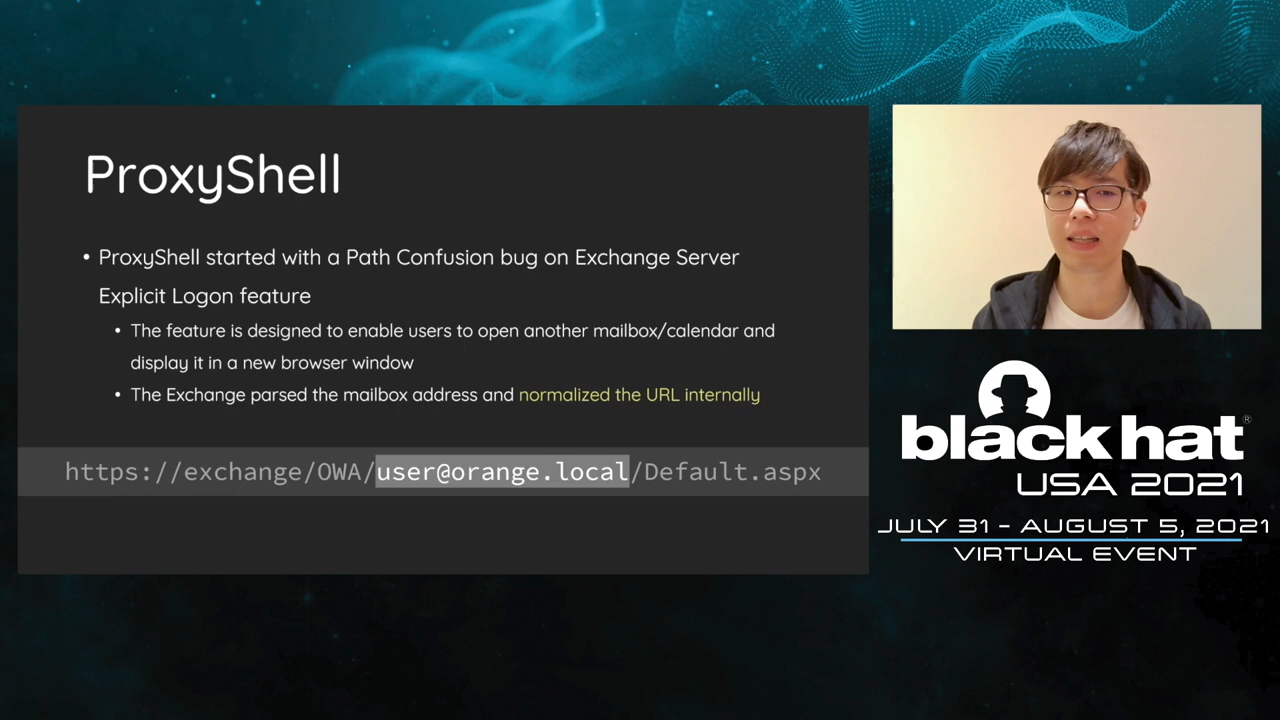 ProxyShell
• ProxyShell started with a Path Confusion bug on Exchange Server
Explicit Logon feature
• The feature is designed to enable users to open another mailbox/calendar and
display it in a new browser window
• The Exchange parsed the mailbox address and normalized the URL internally
https://exchange/OWA/user@orange.local/Default.aspx
black hat®
USA 2021
JULY 31 - AUGUST 5, 2021
VIRTUAL EVENT